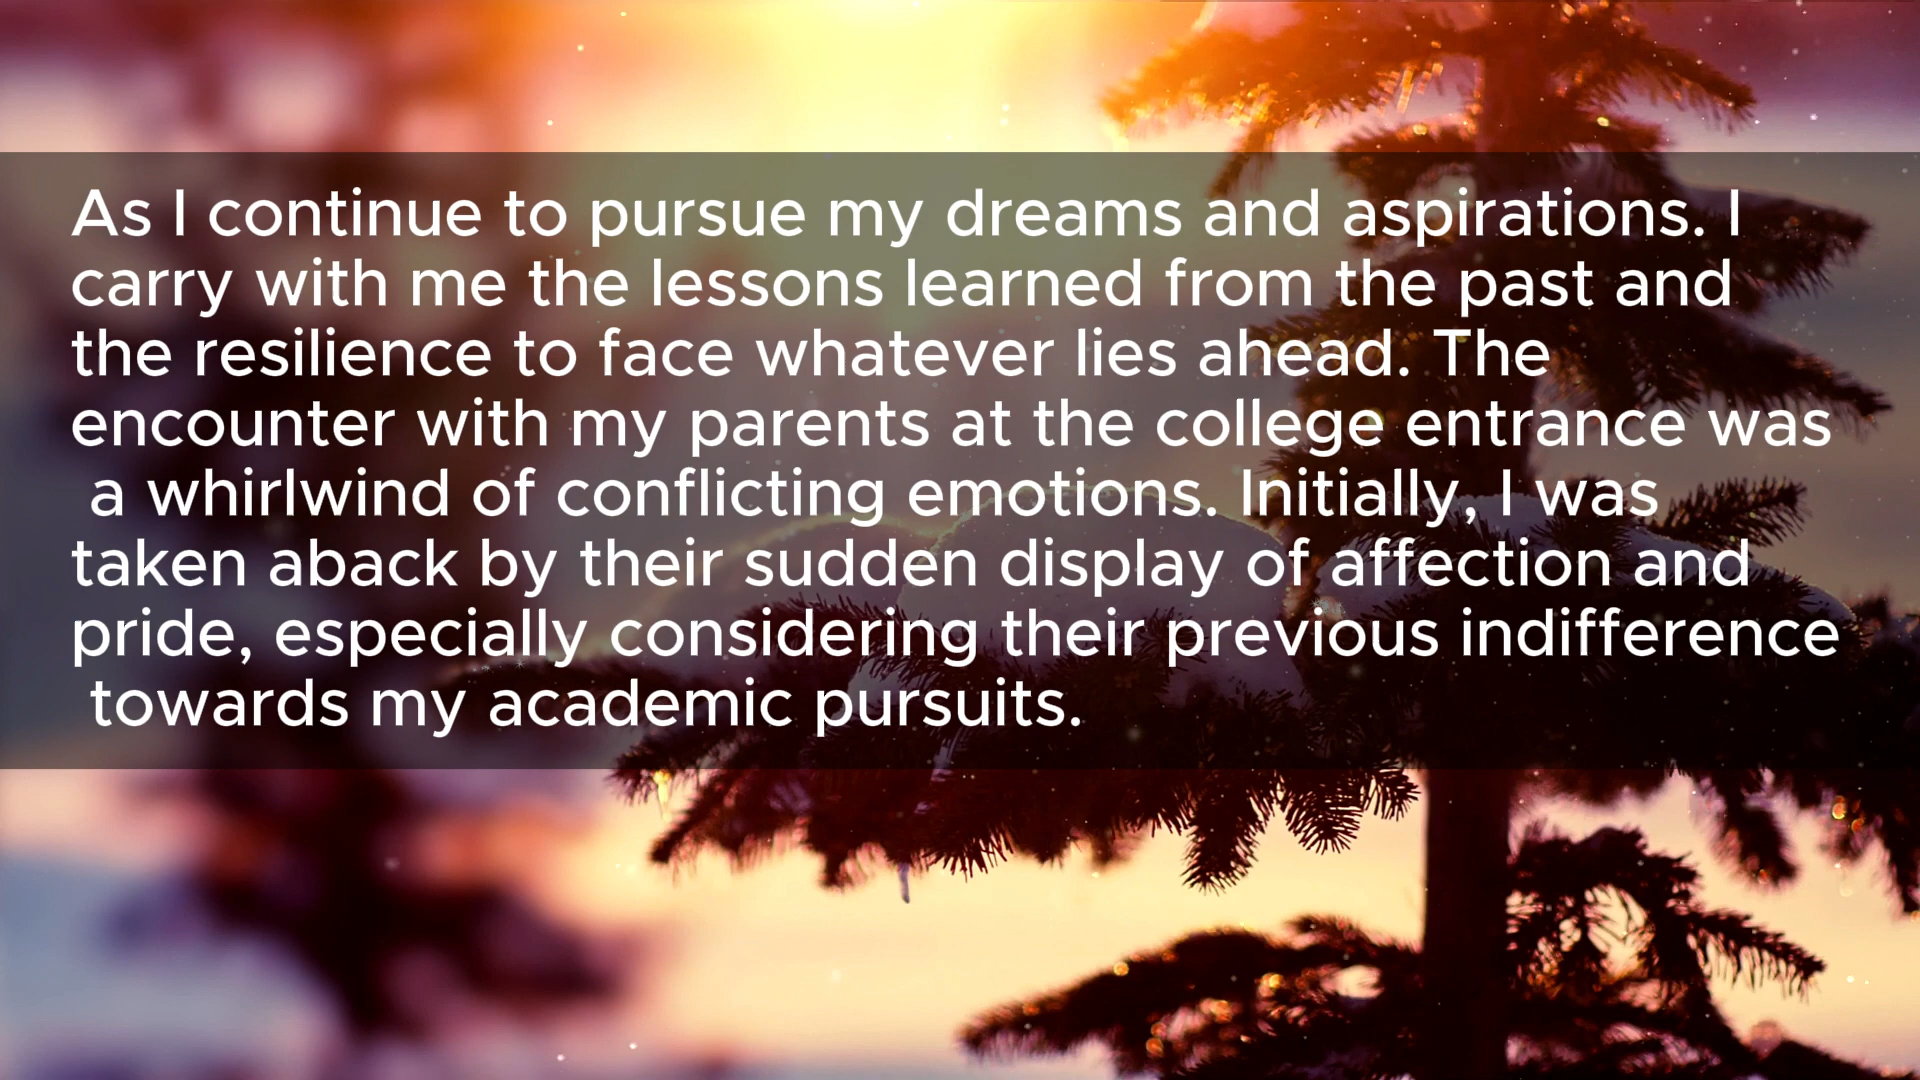 As I continue to pursue my dreams and aspirations. I
carry with me the lessons learned from the past and
the resilience to face whatever lies ahead. The
encounter with my parents at the college entrance was
a whirlwind of conflicting emotions. Initially, I was
taken aback by their sudden display of affection and
pride, especially considering their previous indifference
towards my academic pursuits.